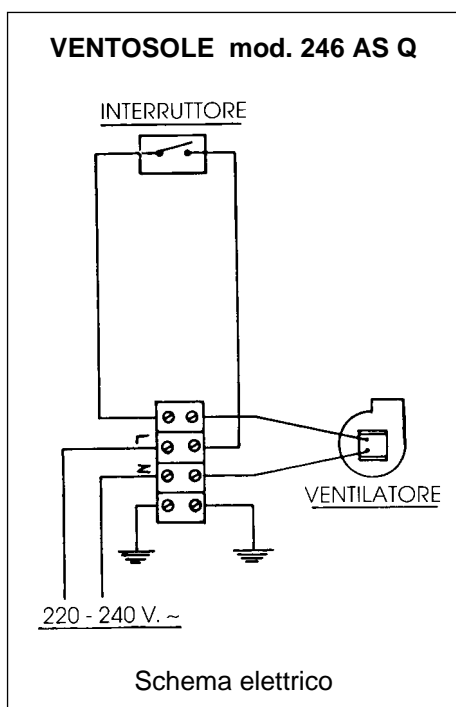 VENTOSOLE mod. 246 AS Q
INTERRUTTORE
L
N
VENTILATORE
220 - 240 V. ~
Schema elettrico